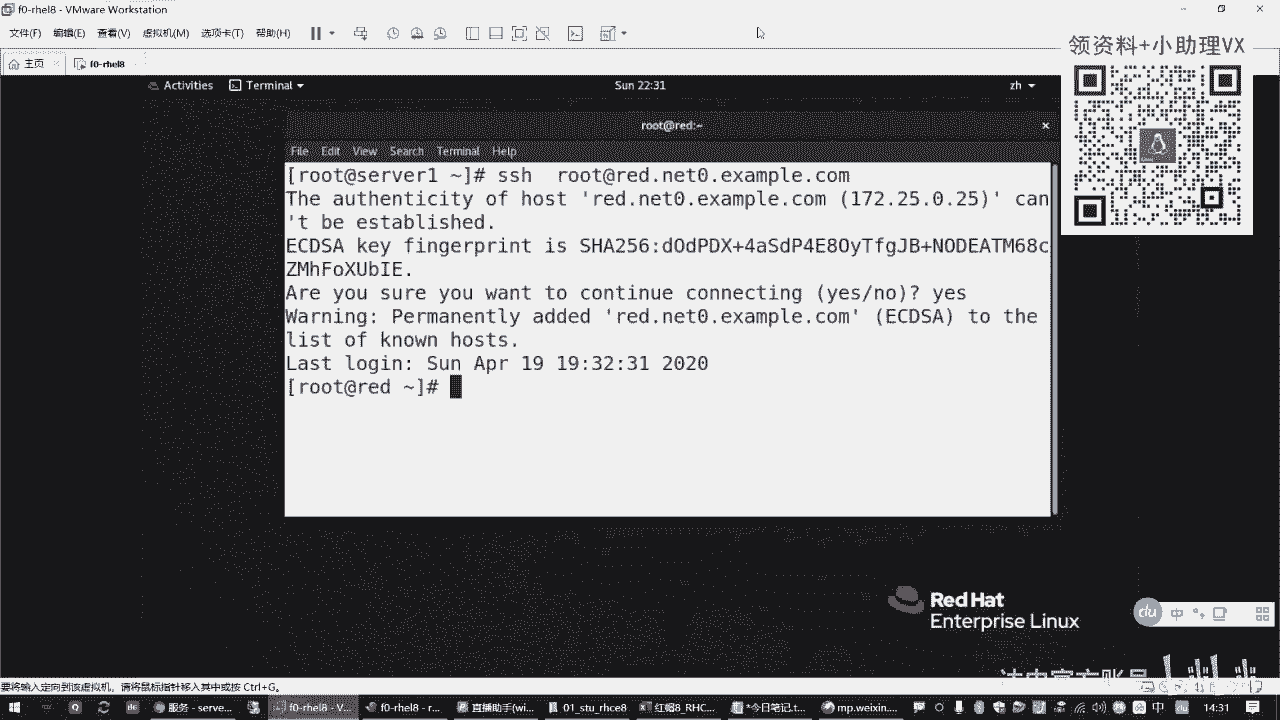 f0-rhel8 - VMware Workstation
文件(F) 编辑(E) 查看(V) 虚拟机(M) 选项卡(T) 帮助(H)
主页 f0-rhel8
领资料+小助理VX
Activities Terminal Sun 22:31 zh
root@red:~
File Edit View Search Terminal Help
[root@server1 ~]# ssh  root@red.net0.example.com
The authenticity of host 'red.net0.example.com (172.25.0.25)' can
't be established.
ECDSA key fingerprint is SHA256:dOdPDX+4aSdP4E8OyTfgJB+NODEATM68c
ZMhFoXUbIE.
Are you sure you want to continue connecting (yes/no)? yes
Warning: Permanently added 'red.net0.example.com' (ECDSA) to the
list of known hosts.
Last login: Sun Apr 19 19:32:31 2020
[root@red ~]#
Red Hat
Enterprise Linux
du 中
要将输入定向到该虚拟机，请将鼠标指针移入其中或按 Ctrl+G。
服务 - serve... f0-rhel8 - V... f0-rhel8 - r... 直播助手(wi... 01_stu_rhce8 红帽8_RHC... *今日笔记.t... mp.weixin.... 中 14:31